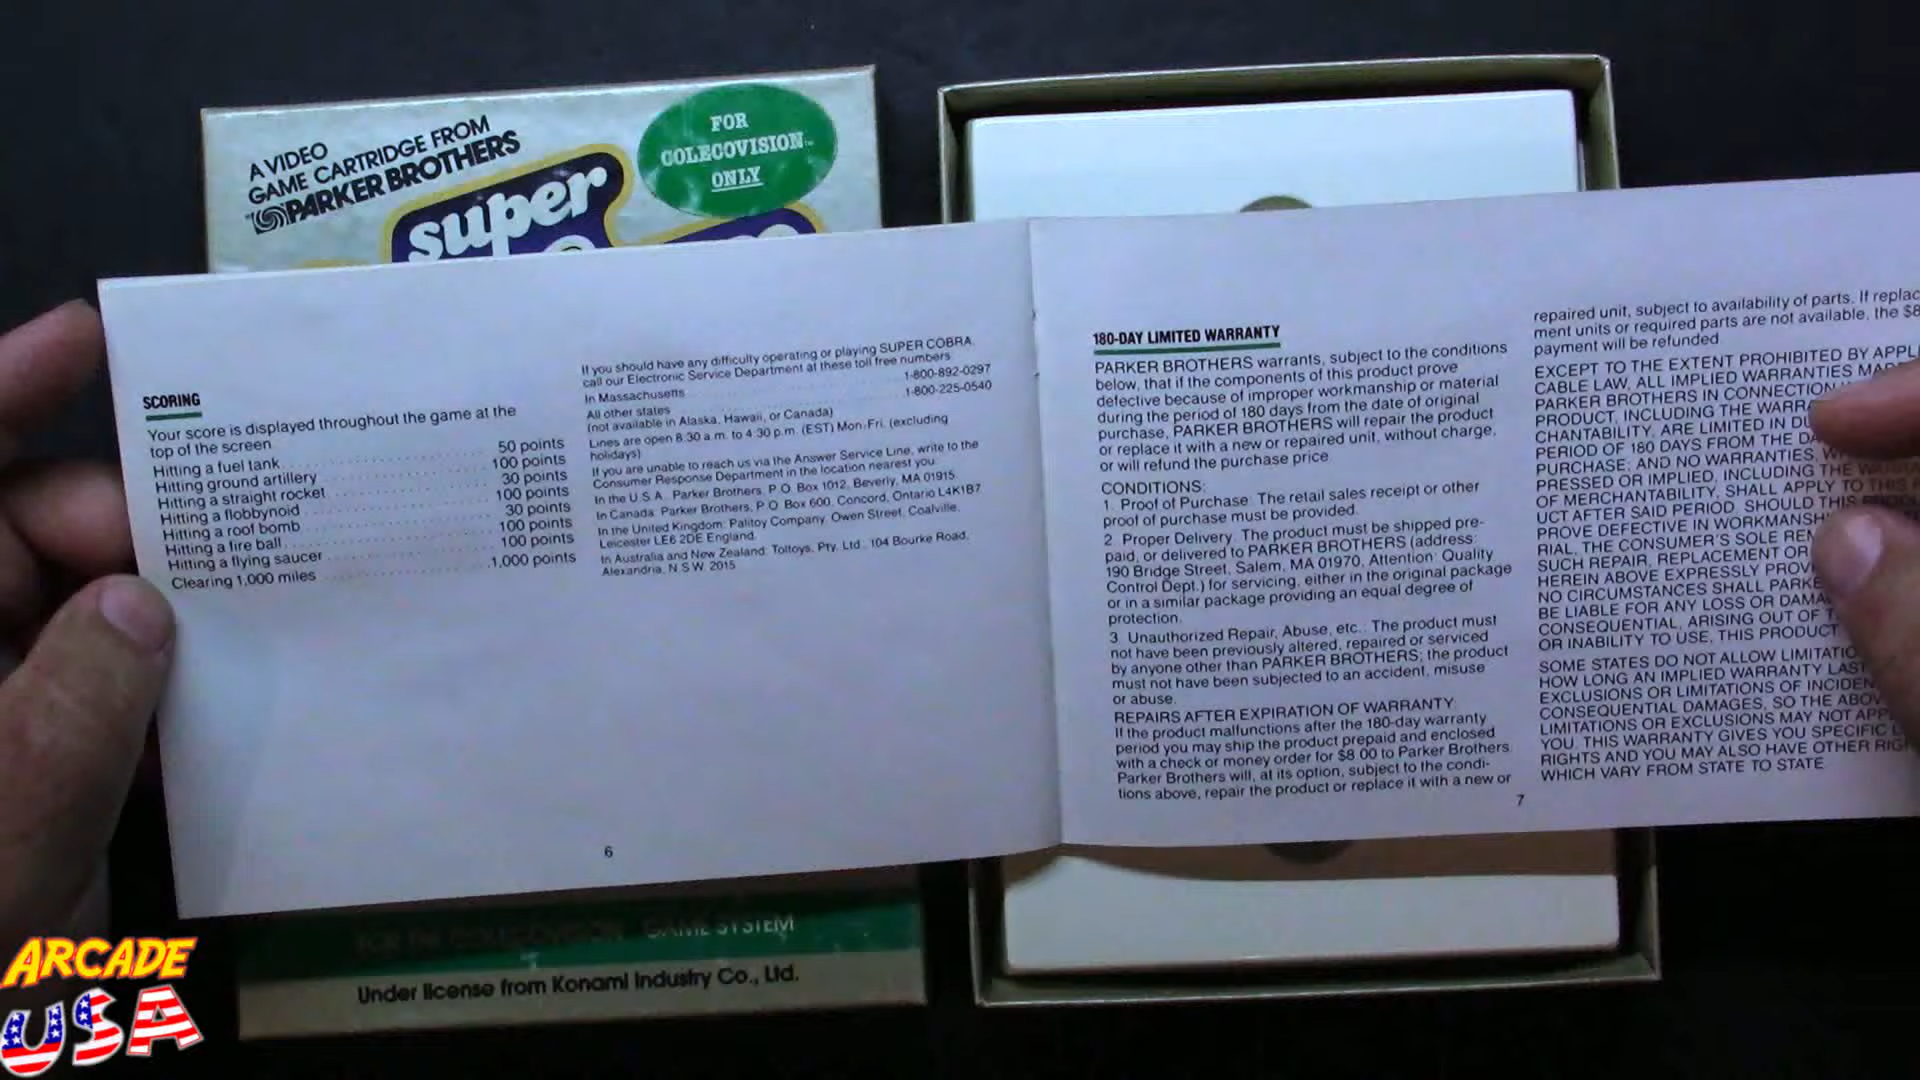 A VIDEO
GAME CARTRIDGE FROM
PARKER BROTHERS
super
FOR
COLECOVISION
ONLY
SCORING
Your score is displayed throughout the game at the
top of the screen.
Hitting a fuel tank 50 points
Hitting ground artillery 100 points
Hitting a straight rocket 30 points
Hitting a flobbynoid 100 points
Hitting a roof bomb 30 points
Hitting a fire ball 100 points
Hitting a flying saucer 100 points
Clearing 1,000 miles 1,000 points
If you should have any difficulty operating or playing SUPER COBRA,
call our Electronic Service Department at these toll free numbers
In Massachusetts 1-800-892-0297
All other states 1-800-225-0540
(not available in Alaska, Hawaii, or Canada)
Lines are open 8:30 a.m. to 4:30 p.m. (EST) Mon.-Fri. (excluding
holidays)
If you are unable to reach us via the Answer Service Line, write to the
Consumer Response Department in the location nearest you
In the U.S.A. Parker Brothers, P.O. Box 1012, Beverly, MA 01915
In Canada: Parker Brothers, P.O. Box 600, Concord, Ontario L4K1B7
In the United Kingdom: Palitoy Company, Owen Street, Coalville,
Leicester LE6 2DE England.
In Australia and New Zealand: Toltoys, Pty. Ltd., 104 Bourke Road,
Alexandria, N.S.W. 2015
6
180-DAY LIMITED WARRANTY
PARKER BROTHERS warrants, subject to the conditions
below, that if the components of this product prove
defective because of improper workmanship or material
during the period of 180 days from the date of original
purchase, PARKER BROTHERS will repair the product
or replace it with a new or repaired unit, without charge,
or will refund the purchase price.
CONDITIONS:
1. Proof of Purchase: The retail sales receipt or other
proof of purchase must be provided.
2. Proper Delivery: The product must be shipped pre-
paid, or delivered to PARKER BROTHERS (address:
190 Bridge Street, Salem, MA 01970, Attention: Quality
Control Dept.) for servicing, either in the original package
or in a similar package providing an equal degree of
protection.
3. Unauthorized Repair, Abuse, etc.: The product must
not have been previously altered, repaired or serviced
by anyone other than PARKER BROTHERS; the product
must not have been subjected to an accident, misuse
or abuse.
REPAIRS AFTER EXPIRATION OF WARRANTY:
If the product malfunctions after the 180-day warranty
period you may ship the product prepaid and enclosed
with a check or money order for $8.00 to Parker Brothers.
Parker Brothers will, at its option, subject to the condi-
tions above, repair the product or replace it with a new or
repaired unit, subject to availability of parts. If replac
ment units or required parts are not available, the $8
payment will be refunded.
EXCEPT TO THE EXTENT PROHIBITED BY APPL
CABLE LAW, ALL IMPLIED WARRANTIES MAD
PARKER BROTHERS IN CONNECTION
PRODUCT, INCLUDING THE WARRA
CHANTABILITY, ARE LIMITED IN DU
PERIOD OF 180 DAYS FROM THE DA
PURCHASE; AND NO WARRANTIES, W
PRESSED OR IMPLIED, INCLUDING THE
OF MERCHANTABILITY, SHALL APPLY TO THIS
UCT AFTER SAID PERIOD. SHOULD THIS
PROVE DEFECTIVE IN WORKMANSH
RIAL, THE CONSUMER'S SOLE REM
SUCH REPAIR, REPLACEMENT OR
HEREIN ABOVE EXPRESSLY PROV
NO CIRCUMSTANCES SHALL PARK
BE LIABLE FOR ANY LOSS OR DAMA
CONSEQUENTIAL, ARISING OUT OF T
OR INABILITY TO USE, THIS PRODUCT
SOME STATES DO NOT ALLOW LIMITATIO
HOW LONG AN IMPLIED WARRANTY LAS
EXCLUSIONS OR LIMITATIONS OF INCIDEN
CONSEQUENTIAL DAMAGES, SO THE ABOV
LIMITATIONS OR EXCLUSIONS MAY NOT APP
YOU. THIS WARRANTY GIVES YOU SPECIFIC L
RIGHTS AND YOU MAY ALSO HAVE OTHER RIG
WHICH VARY FROM STATE TO STATE.
7
GAME SYSTEM
Under license from Konami Industry Co., Ltd.
ARCADE
USA